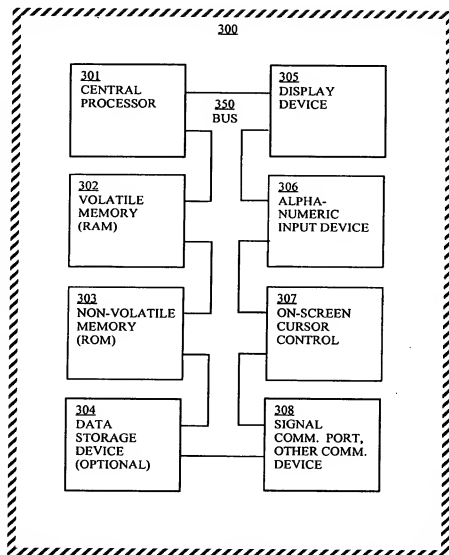 300
301
CENTRAL
PROCESSOR
350
BUS
305
DISPLAY
DEVICE
302
VOLATILE
MEMORY
(RAM)
306
ALPHA-
NUMERIC
INPUT DEVICE
303
NON-VOLATILE
MEMORY
(ROM)
307
ON-SCREEN
CURSOR
CONTROL
304
DATA
STORAGE
DEVICE
(OPTIONAL)
308
SIGNAL
COMM. PORT,
OTHER COMM.
DEVICE